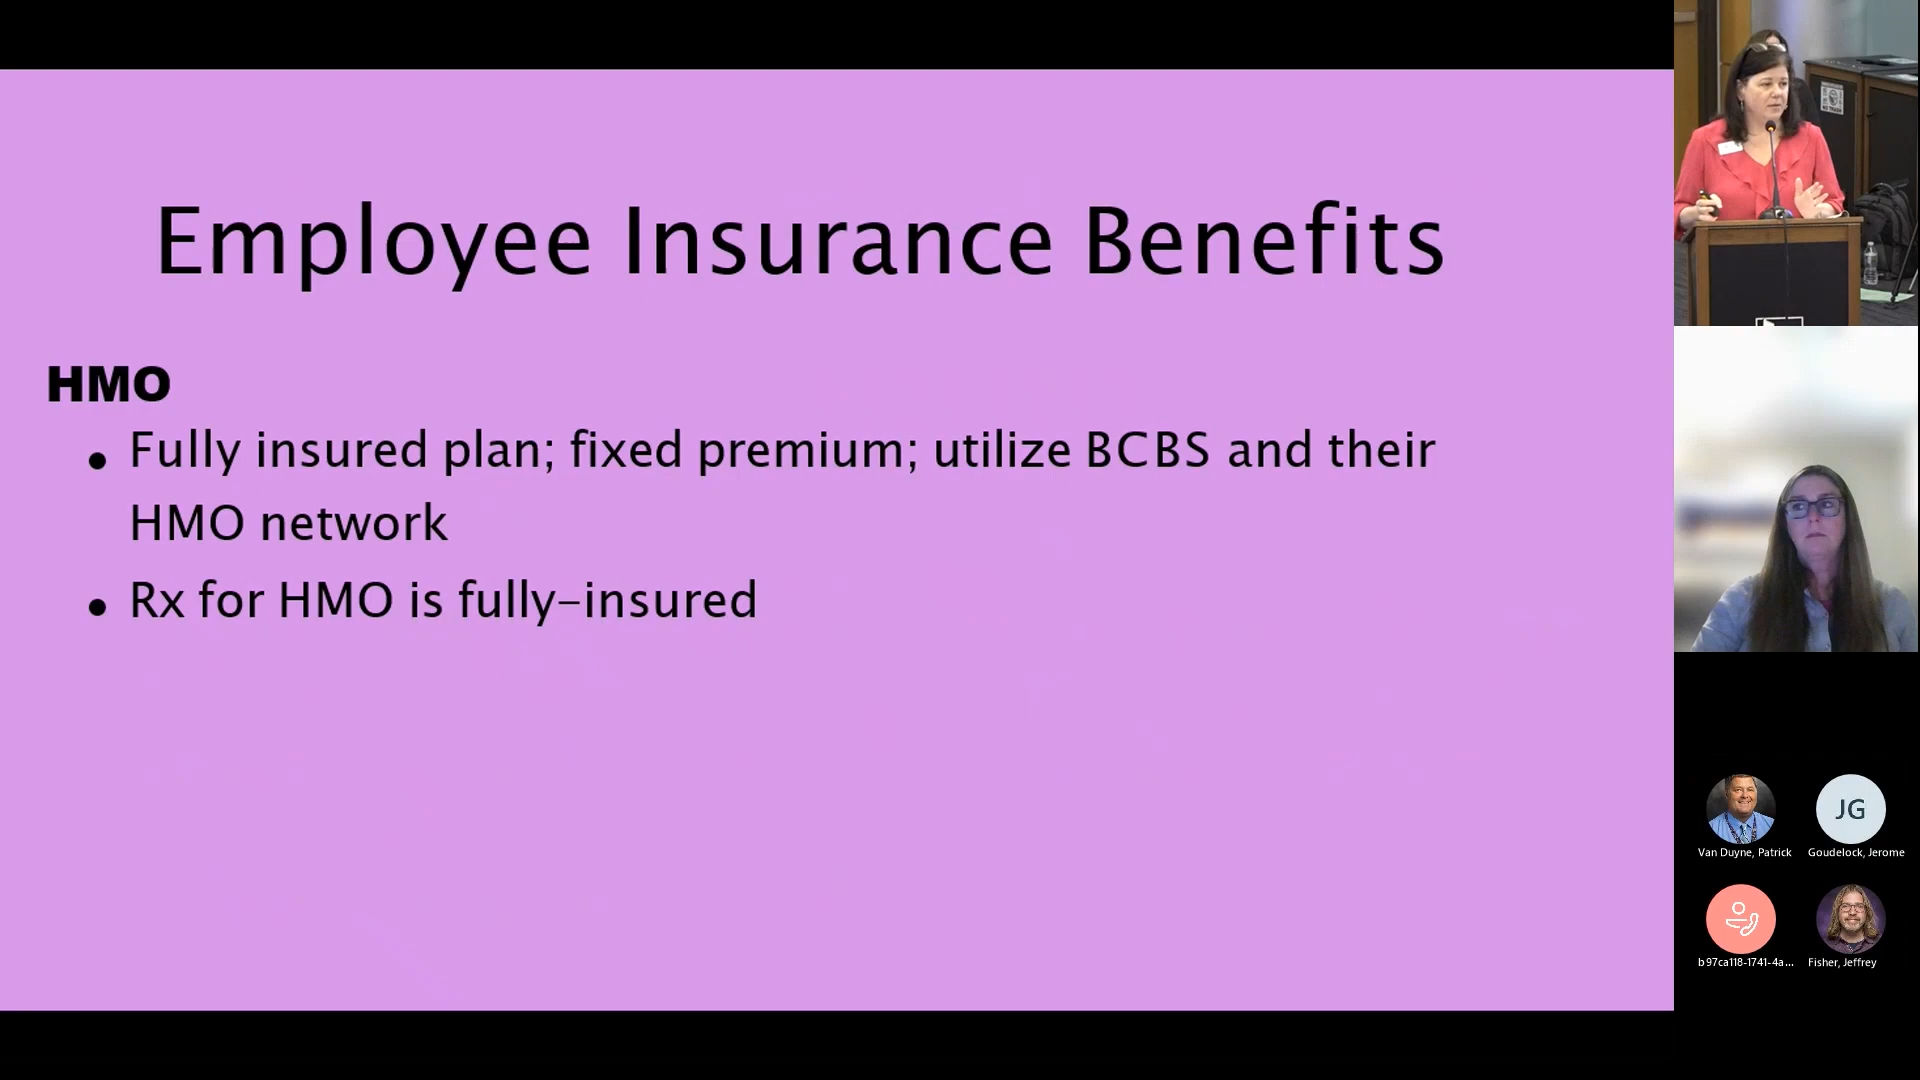 Employee Insurance Benefits
HMO
• Fully insured plan; fixed premium; utilize BCBS and their
HMO network
• Rx for HMO is fully-insured
JG
Van Duyne, Patrick
Goudelock, Jerome
b97ca118-1741-4a...
Fisher, Jeffrey